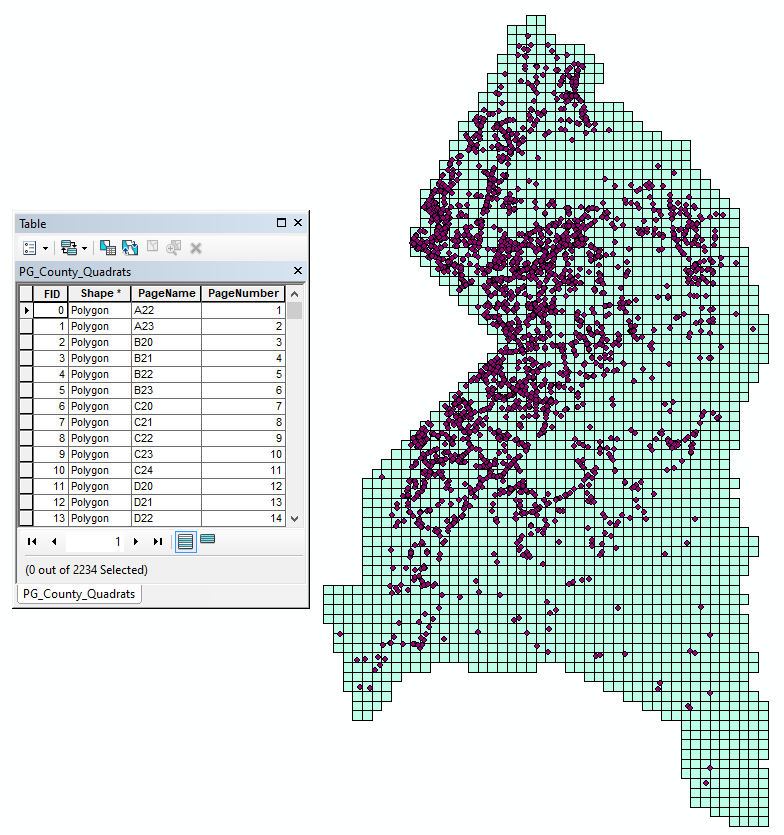 Table
PG_County_Quadrats
FID Shape * PageName PageNumber
0 Polygon A22 1
1 Polygon A23 2
2 Polygon B20 3
3 Polygon B21 4
4 Polygon B22 5
5 Polygon B23 6
6 Polygon C20 7
7 Polygon C21 8
8 Polygon C22 9
9 Polygon C23 10
10 Polygon C24 11
11 Polygon D20 12
12 Polygon D21 13
13 Polygon D22 14
1
(0 out of 2234 Selected)
PG_County_Quadrats